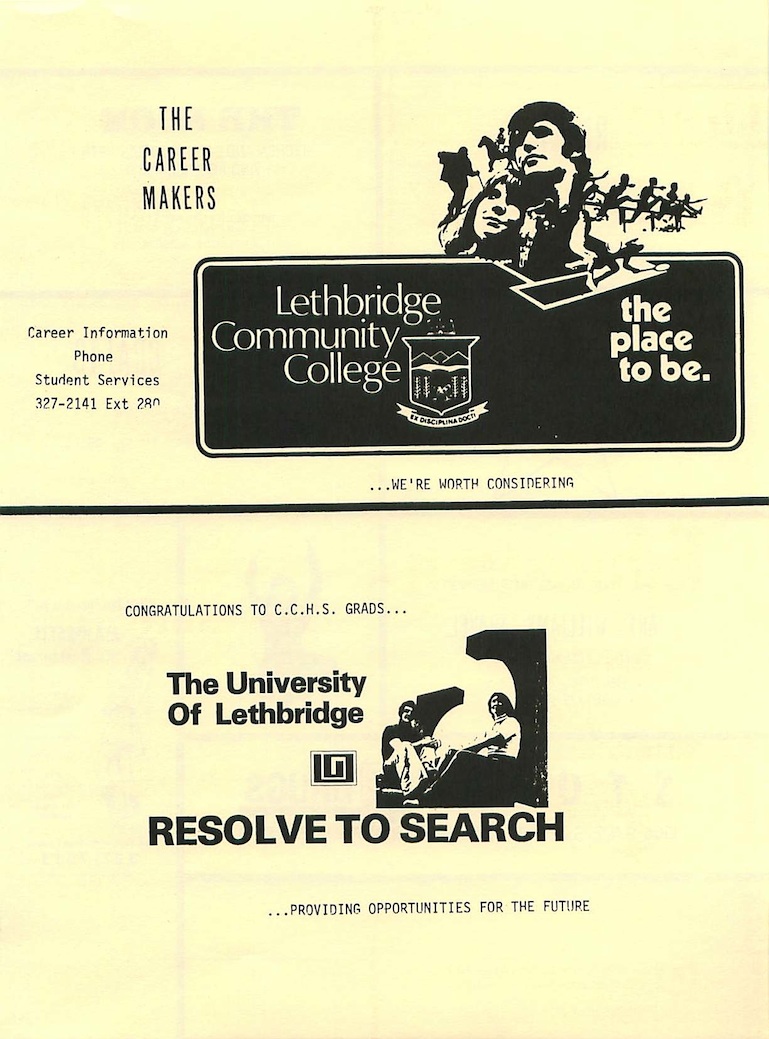 THE
CAREER
MAKERS
Lethbridge
Community
College
the
place
to be.
EX DISCIPLINA DOCTI
Career Information
Phone
Student Services
327-2141 Ext 280
...WE'RE WORTH CONSIDERING
CONGRATULATIONS TO C.C.H.S. GRADS...
The University
Of Lethbridge
RESOLVE TO SEARCH
...PROVIDING OPPORTUNITIES FOR THE FUTURE